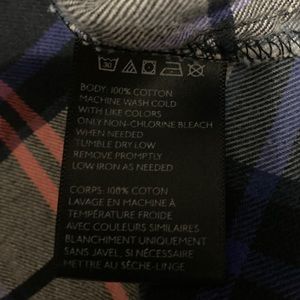 30
BODY: 100% COTTON
MACHINE WASH COLD
WITH LIKE COLORS
ONLY NON-CHLORINE BLEACH
WHEN NEEDED
TUMBLE DRY LOW
REMOVE PROMPTLY
LOW IRON AS NEEDED
CORPS: 100% COTON
LAVAGE EN MACHINE À
TEMPÉRATURE FROIDE
AVEC COULEURS SIMILAIRES
BLANCHIMENT UNIQUEMENT
SANS JAVEL, SI NÉCESSAIRE
METTRE AU SÈCHE-LINGE